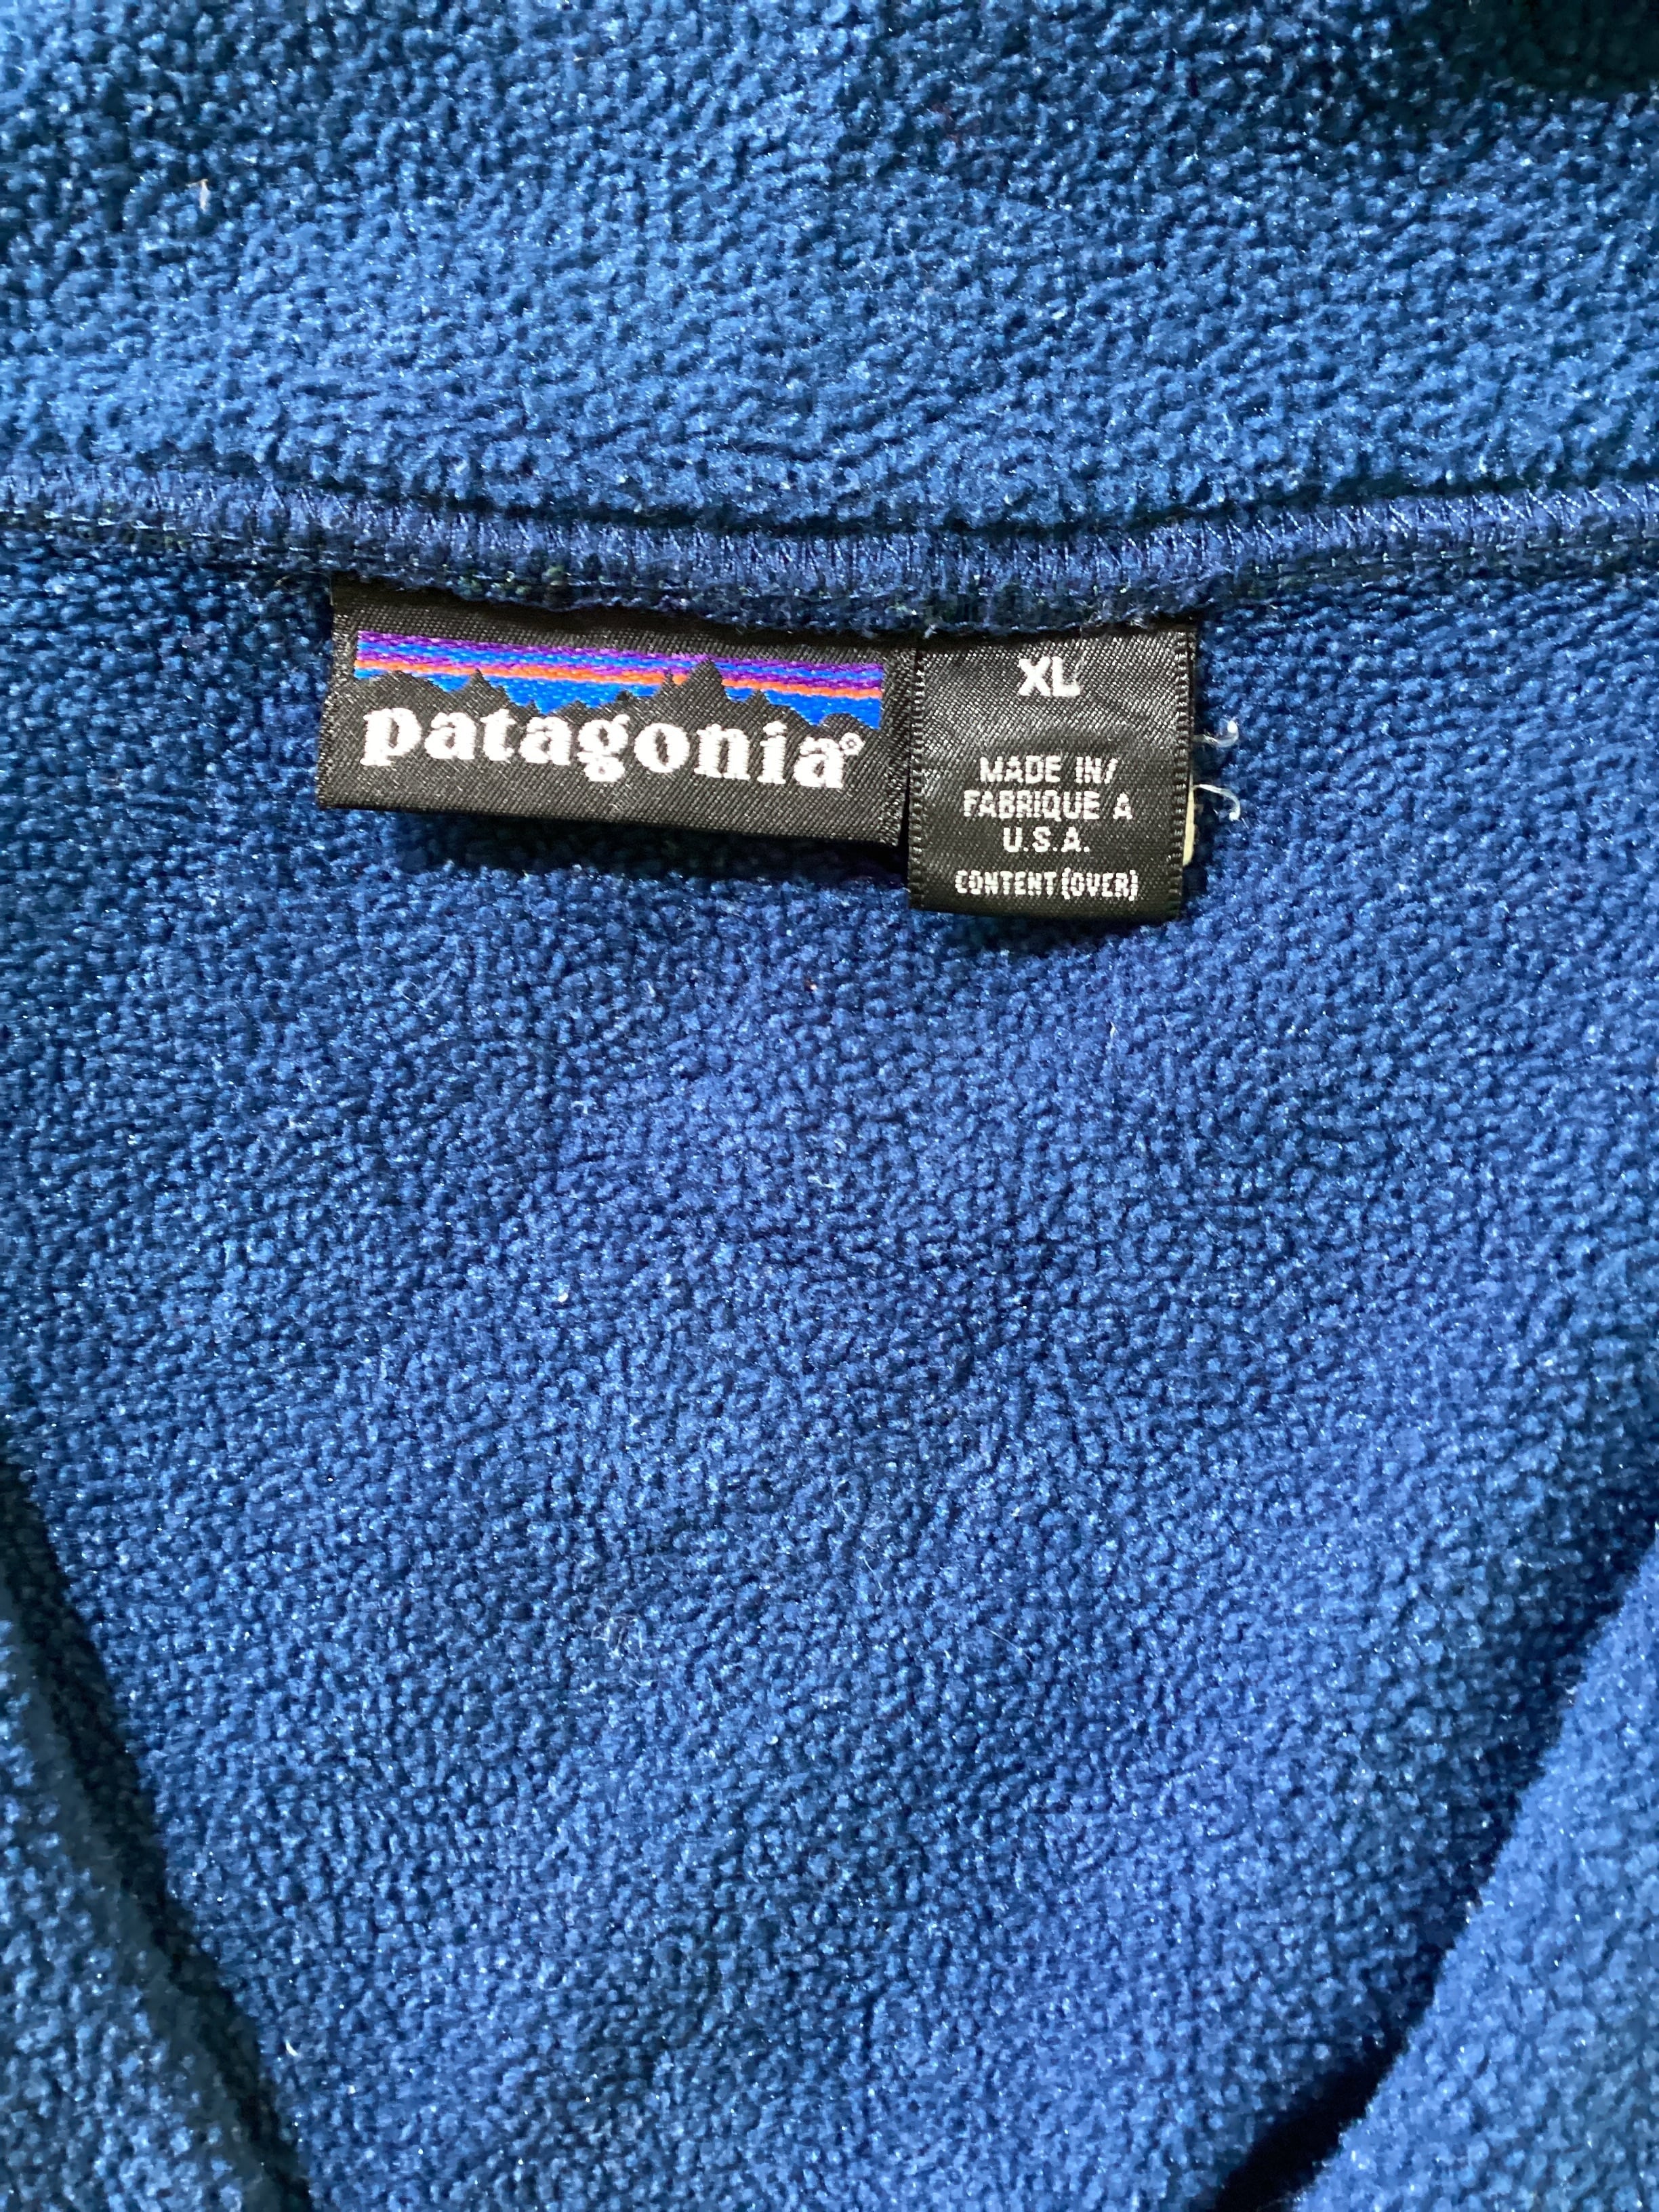 patagonia®
XL
MADE IN/
FABRIQUE A
U.S.A.
CONTENT (OVER)